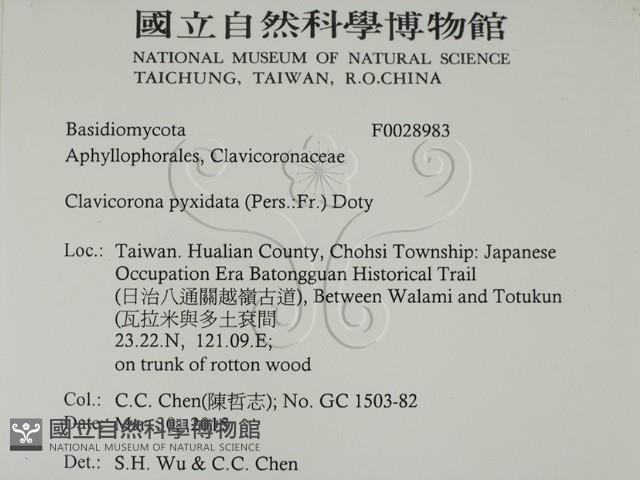 國立自然科學博物館
NATIONAL MUSEUM OF NATURAL SCIENCE
TAICHUNG, TAIWAN, R.O.CHINA
Basidiomycota F0028983
Aphyllophorales, Clavicoronaceae
Clavicorona pyxidata (Pers.:Fr.) Doty
Loc.: Taiwan. Hualian County, Chohsi Township: Japanese
Occupation Era Batongguan Historical Trail
(日治八通關越嶺古道), Between Walami and Totukun
(瓦拉米與多土袞間
23.22.N, 121.09.E;
on trunk of rotton wood
Col.: C.C. Chen(陳哲志); No. GC 1503-82
Date: Mar. 30. 2015
國立自然科學博物館
NATIONAL MUSEUM OF NATURAL SCIENCE
Det.: S.H. Wu & C.C. Chen